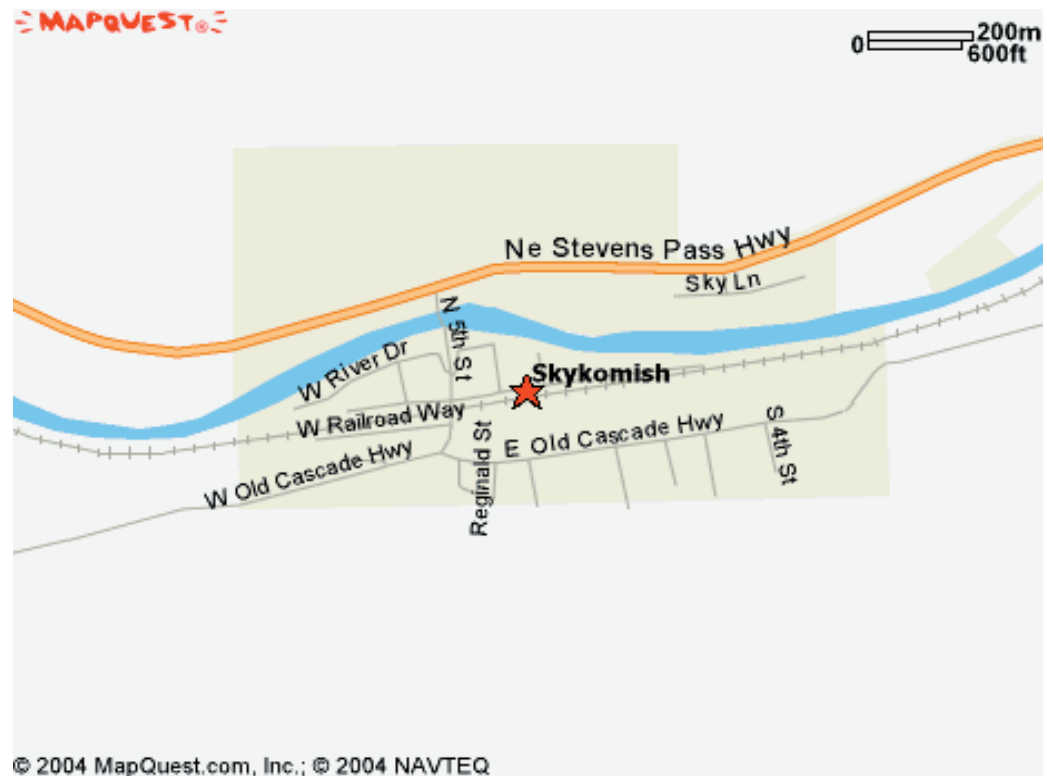 MAPQUEST®
0 200m
600ft
Ne Stevens Pass Hwy
Sky Ln
N 5th St
W River Dr
Skykomish
W Railroad Way
E Old Cascade Hwy
S 4th St
W Old Cascade Hwy
Reginald St
© 2004 MapQuest.com, Inc.; © 2004 NAVTEQ